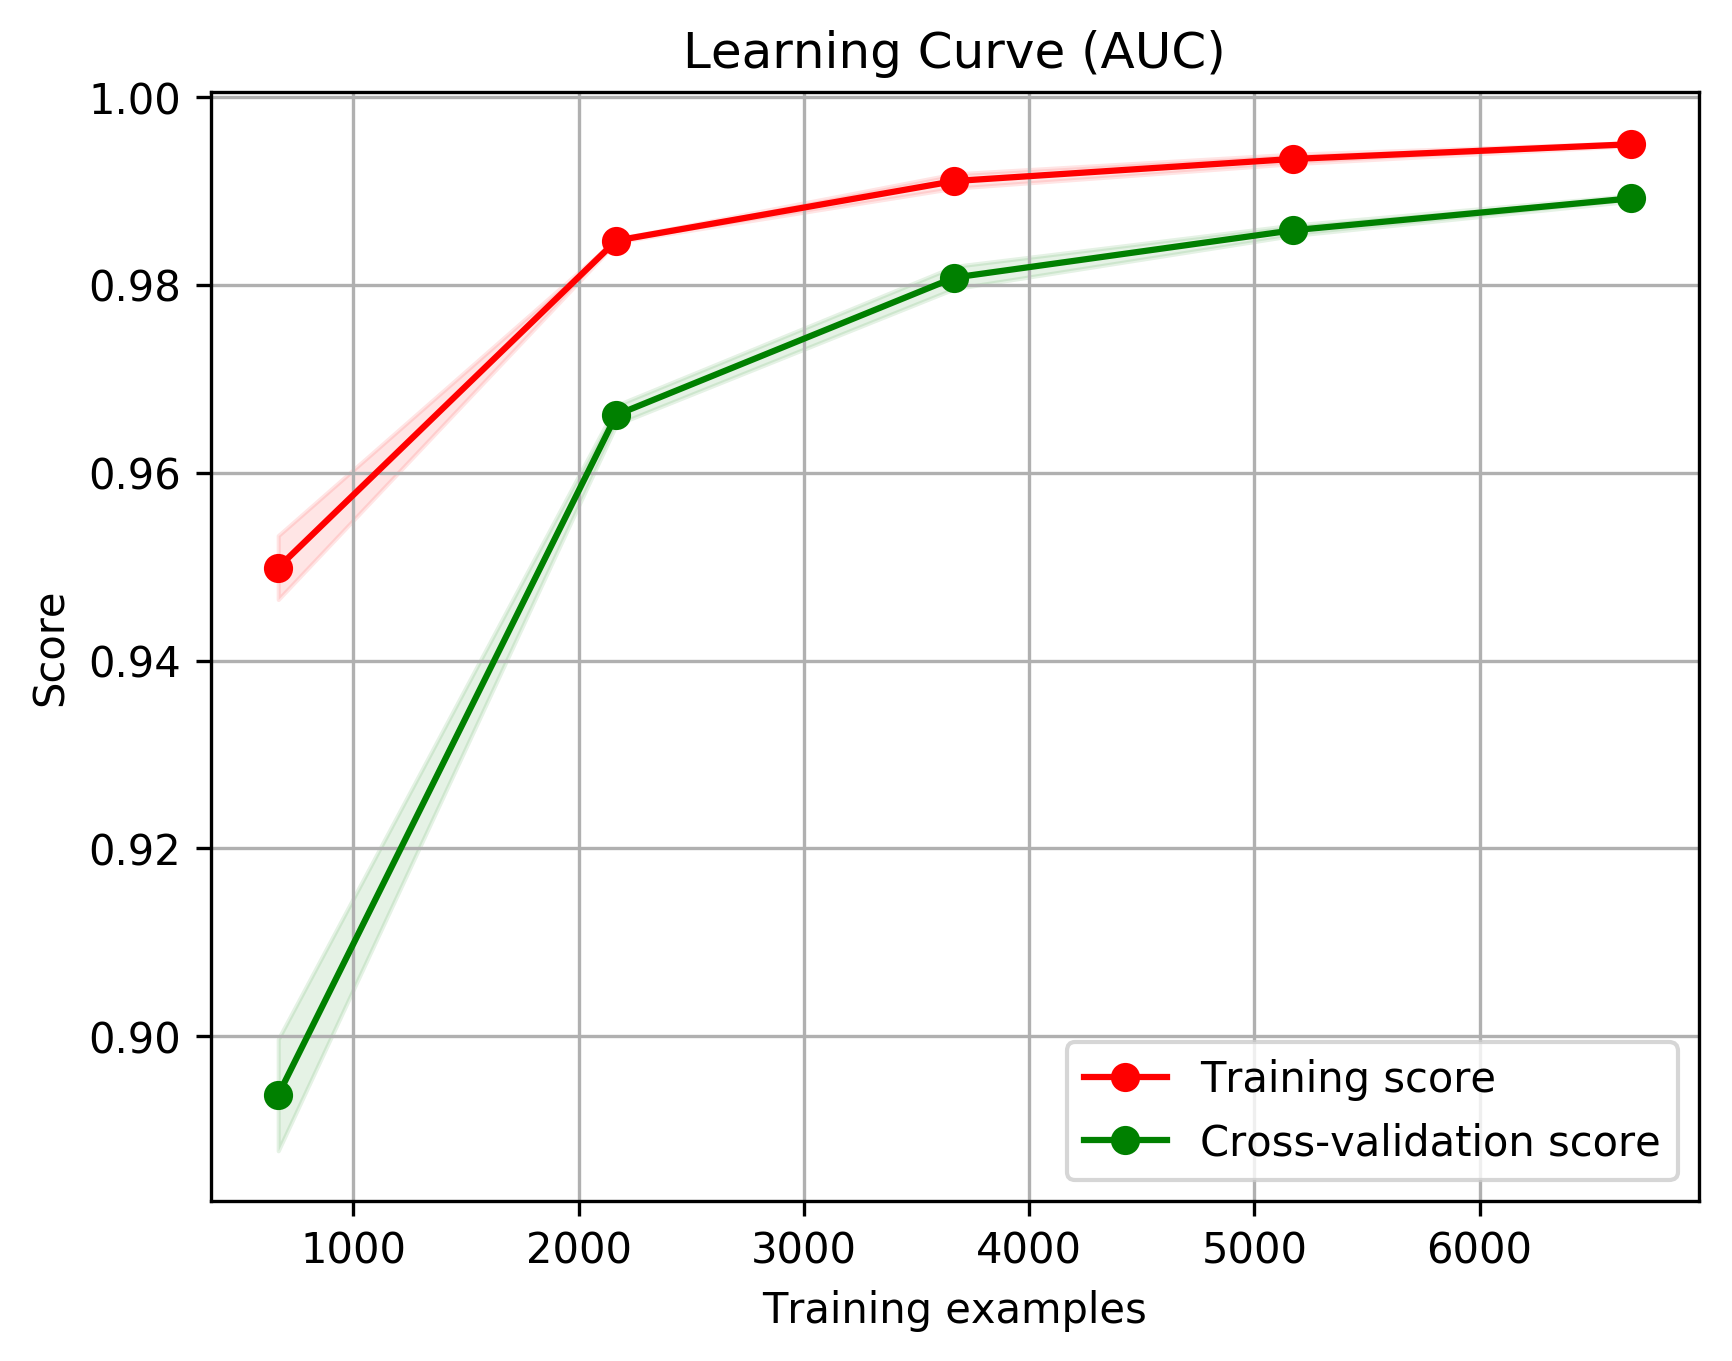 Learning Curve (AUC)
1.00
0.98
0.96
0.94
0.92
0.90
Score
1000 2000 3000 4000 5000 6000
Training examples
Training score
Cross-validation score